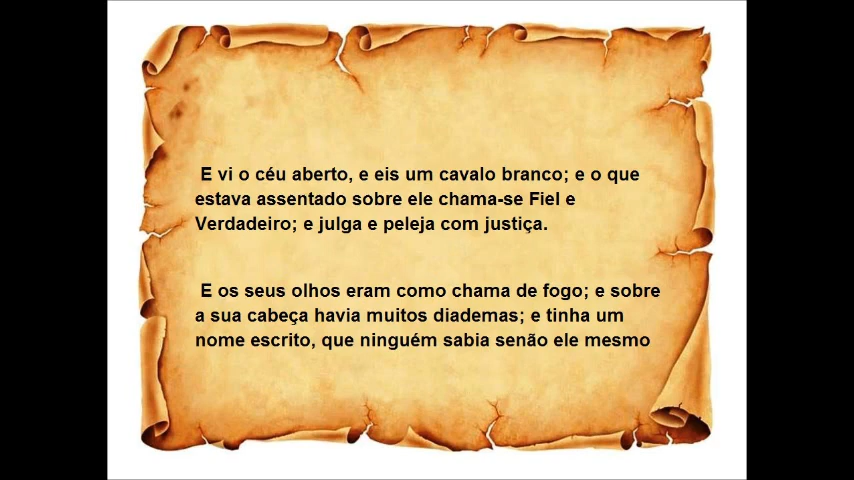 E vi o céu aberto, e eis um cavalo branco; e o que
estava assentado sobre ele chama-se Fiel e
Verdadeiro; e julga e peleja com justiça.
E os seus olhos eram como chama de fogo; e sobre
a sua cabeça havia muitos diademas; e tinha um
nome escrito, que ninguém sabia senão ele mesmo